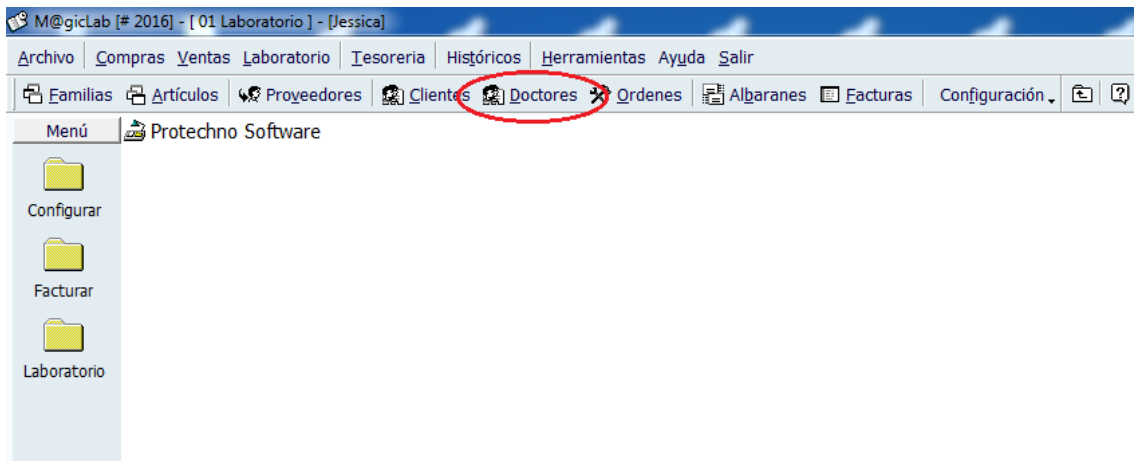 M@gicLab [# 2016] - [ 01 Laboratorio ] - [Jessica]
Archivo Compras Ventas Laboratorio Tesoreria Históricos Herramientas Ayuda Salir
Familias Artículos Proveedores Clientes Doctores Ordenes Albaranes Facturas Configuración
Menú Protechno Software
Configurar
Facturar
Laboratorio